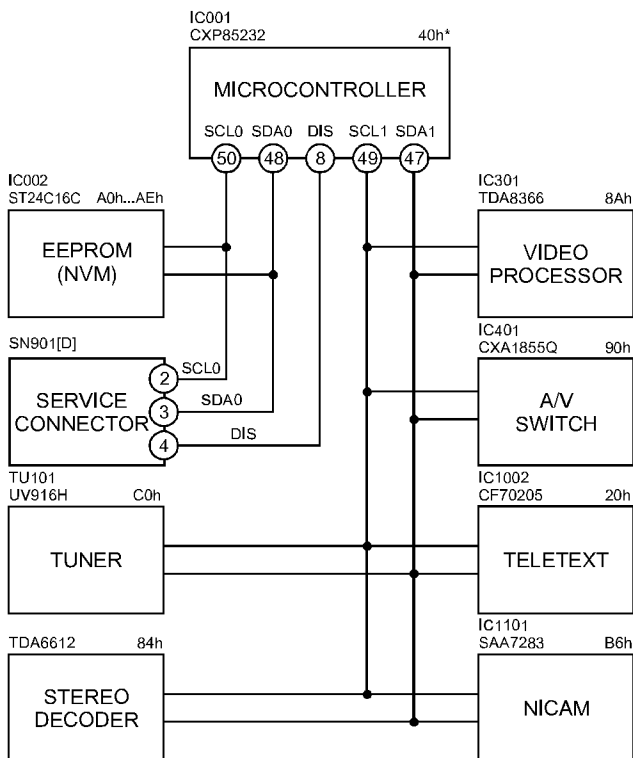 IC001
CXP85232 40h*
MICROCONTROLLER
SCL0 SDA0 DIS SCL1 SDA1
50 48 8 49 47
IC002
ST24C16C A0h...AEh
EEPROM
(NVM)
IC301
TDA8366 8Ah
VIDEO
PROCESSOR
SN901[D]
SERVICE
CONNECTOR
2 SCL0
3 SDA0
4 DIS
IC401
CXA1855Q 90h
A/V
SWITCH
TU101
UV916H C0h
TUNER
IC1002
CF70205 20h
TELETEXT
TDA6612 84h
STEREO
DECODER
IC1101
SAA7283 B6h
NICAM